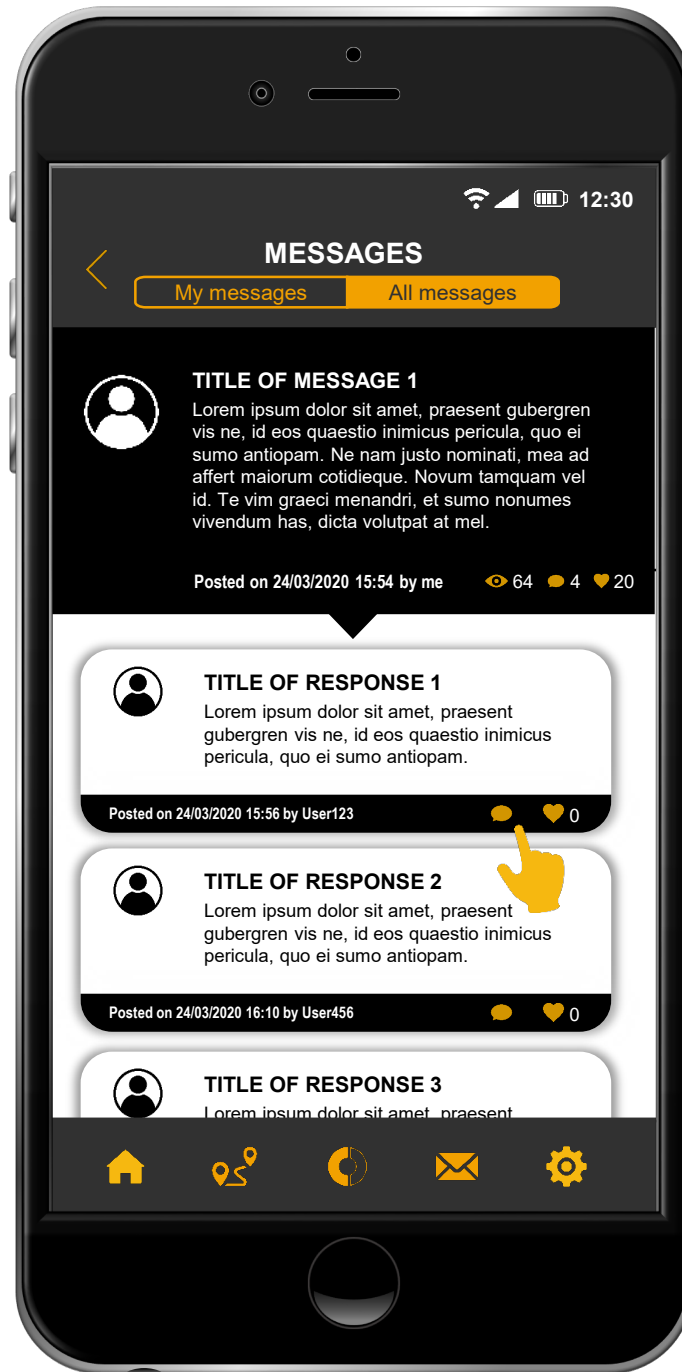 12:30
MESSAGES
My messages
All messages
TITLE OF MESSAGE 1
Lorem ipsum dolor sit amet, praesent gubergren
vis ne, id eos quaestio inimicus pericula, quo ei
sumo antiopam. Ne nam justo nominati, mea ad
affert maiorum cotidieque. Novum tamquam vel
id. Te vim graeci menandri, et sumo nonumes
vivendum has, dicta volutpat at mel.
Posted on 24/03/2020 15:54 by me 64 4 20
TITLE OF RESPONSE 1
Lorem ipsum dolor sit amet, praesent
gubergren vis ne, id eos quaestio inimicus
pericula, quo ei sumo antiopam.
Posted on 24/03/2020 15:56 by User123 0
TITLE OF RESPONSE 2
Lorem ipsum dolor sit amet, praesent
gubergren vis ne, id eos quaestio inimicus
pericula, quo ei sumo antiopam.
Posted on 24/03/2020 16:10 by User456 0
TITLE OF RESPONSE 3
Lorem ipsum dolor sit amet, praesent